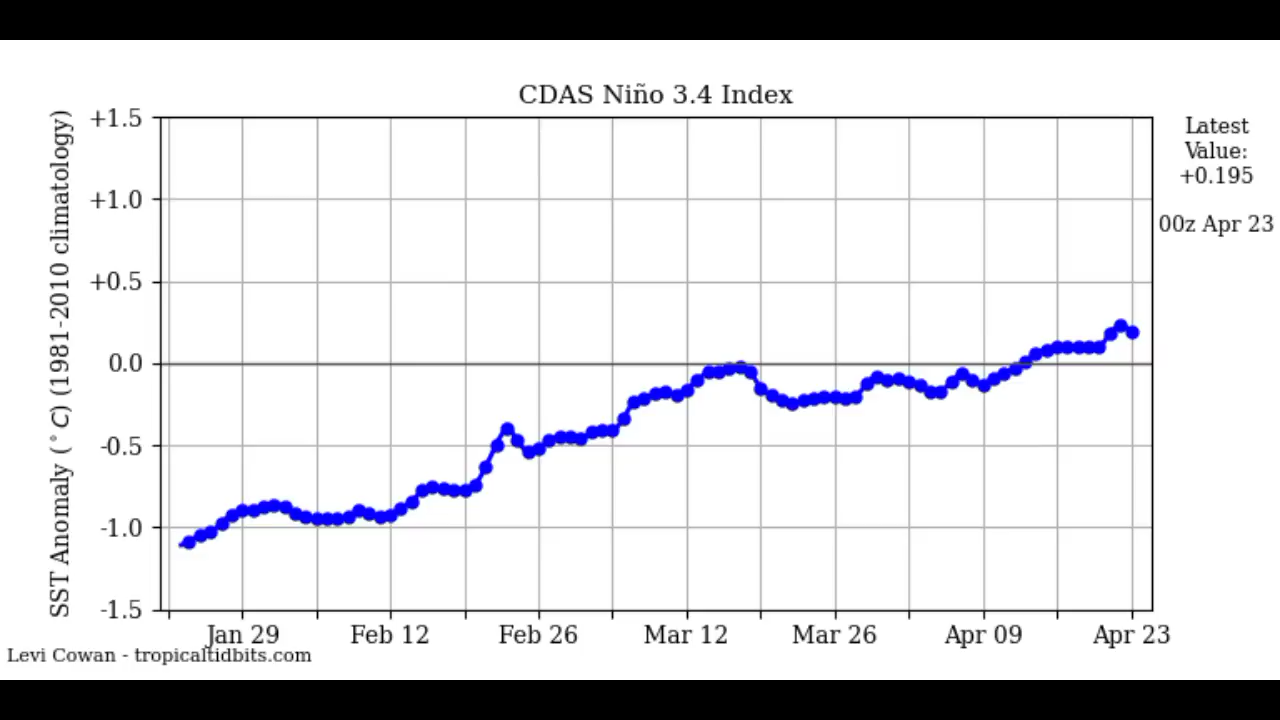 CDAS Niño 3.4 Index
SST Anomaly (°C) (1981-2010 climatology)
+1.5
+1.0
+0.5
0.0
-0.5
-1.0
-1.5
Jan 29
Feb 12
Feb 26
Mar 12
Mar 26
Apr 09
Apr 23
Latest
Value:
+0.195
00z Apr 23
Levi Cowan - tropicaltidbits.com